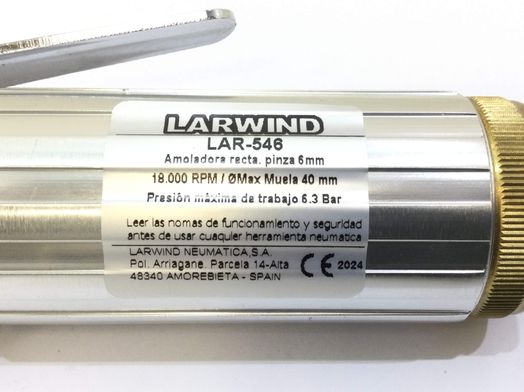 LARWIND
LAR-546
Amoladora recta. pinza 6mm
18.000 RPM / ØMax Muela 40 mm
Presión máxima de trabajo 6.3 Bar
Leer las nomas de funcionamiento y seguridad
antes de usar cuaquier herramienta neumatica
LARWIND NEUMATICA,S.A.
Pol. Arriagane. Parcela 14-Alta
48340 AMOREBIETA - SPAIN
CE 2024